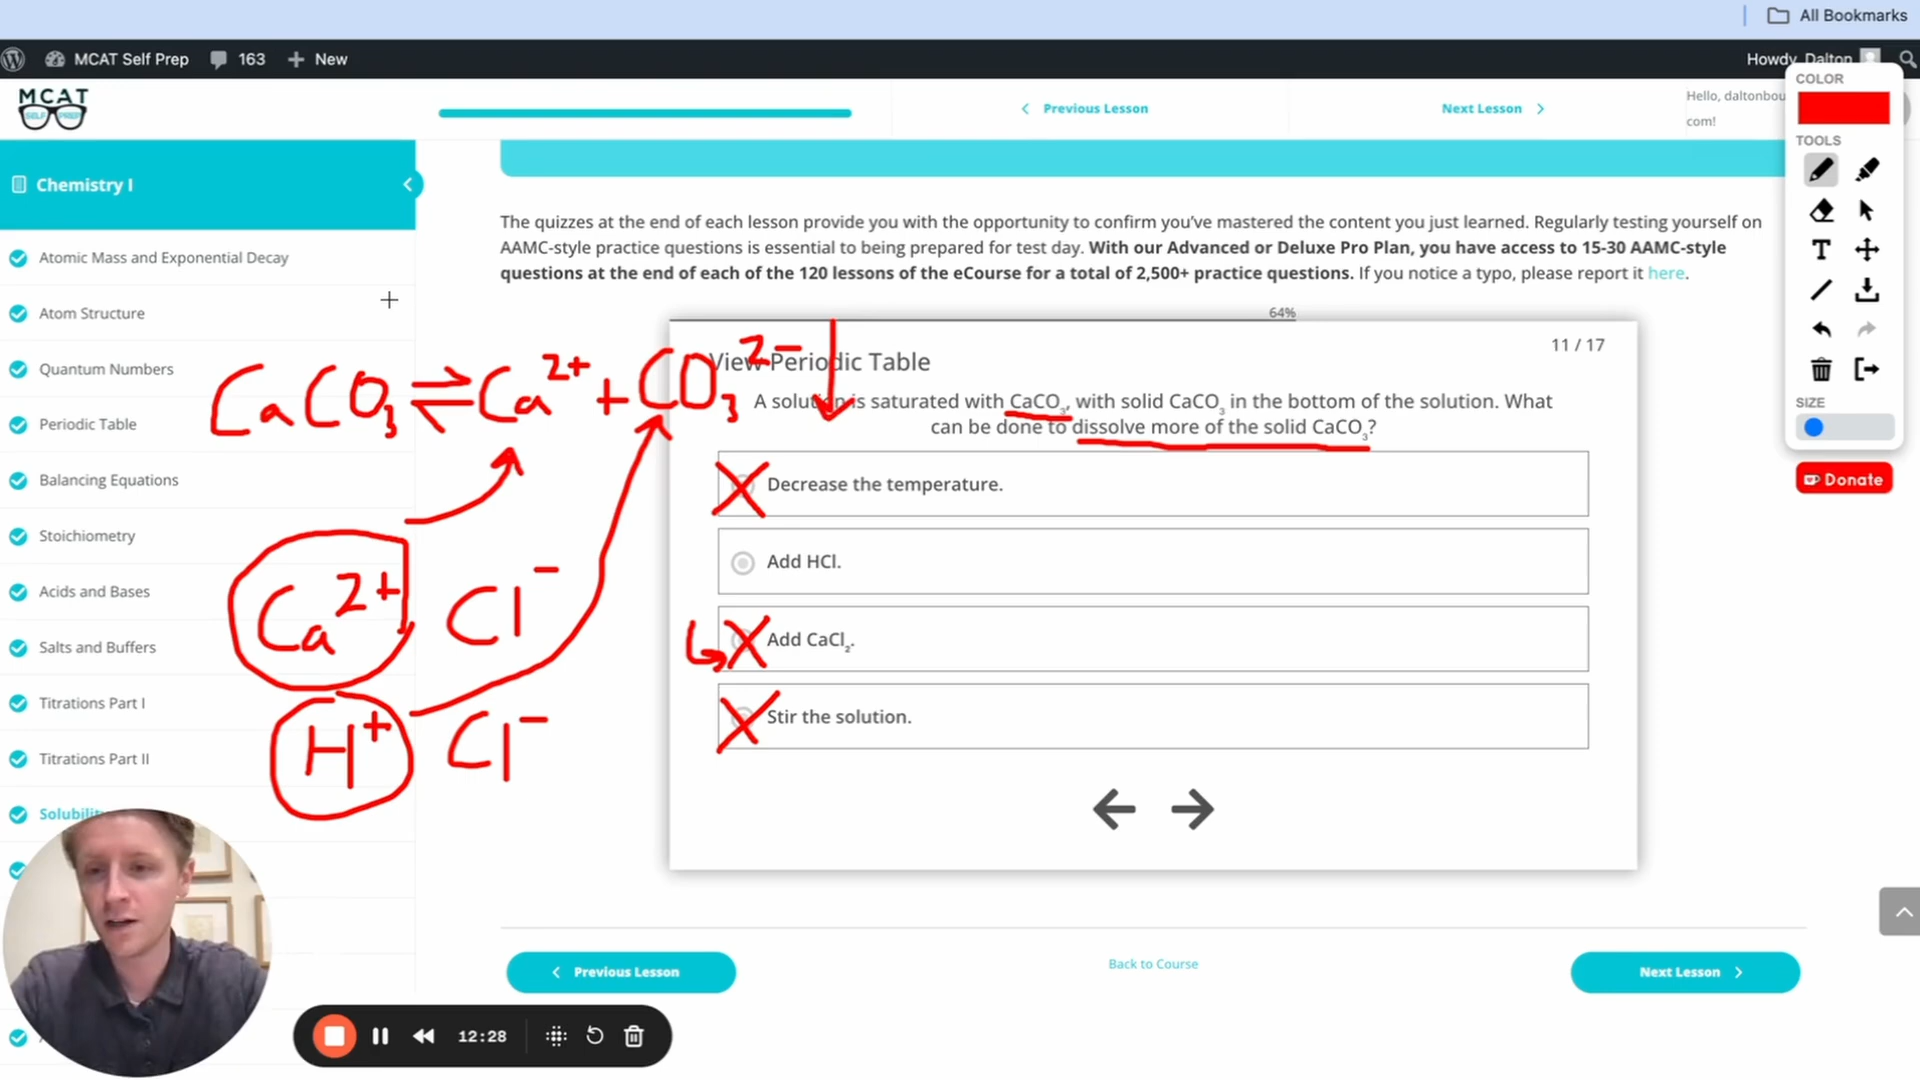 All Bookmarks
MCAT Self Prep
163
New
Howdy, Dalton
MCAT
SELF PREP
Previous Lesson
Next Lesson
Hello, daltonbou
com!
COLOR
TOOLS
SIZE
Donate
Chemistry I
Atomic Mass and Exponential Decay
Atom Structure
Quantum Numbers
Periodic Table
Balancing Equations
Stoichiometry
Acids and Bases
Salts and Buffers
Titrations Part I
Titrations Part II
Solubility
The quizzes at the end of each lesson provide you with the opportunity to confirm you've mastered the content you just learned. Regularly testing yourself on
AAMC-style practice questions is essential to being prepared for test day. With our Advanced or Deluxe Pro Plan, you have access to 15-30 AAMC-style
questions at the end of each of the 120 lessons of the eCourse for a total of 2,500+ practice questions. If you notice a typo, please report it here.
64%
11 / 17
View Periodic Table
A solution is saturated with CaCO₃, with solid CaCO₃ in the bottom of the solution. What
can be done to dissolve more of the solid CaCO₃?
Decrease the temperature.
Add HCl.
Add CaCl₂.
Stir the solution.
CaCO₃ ⇌ Ca²⁺ + CO₃²⁻
Ca²⁺ Cl⁻
H⁺ Cl⁻
Previous Lesson
Back to Course
Next Lesson
12:28